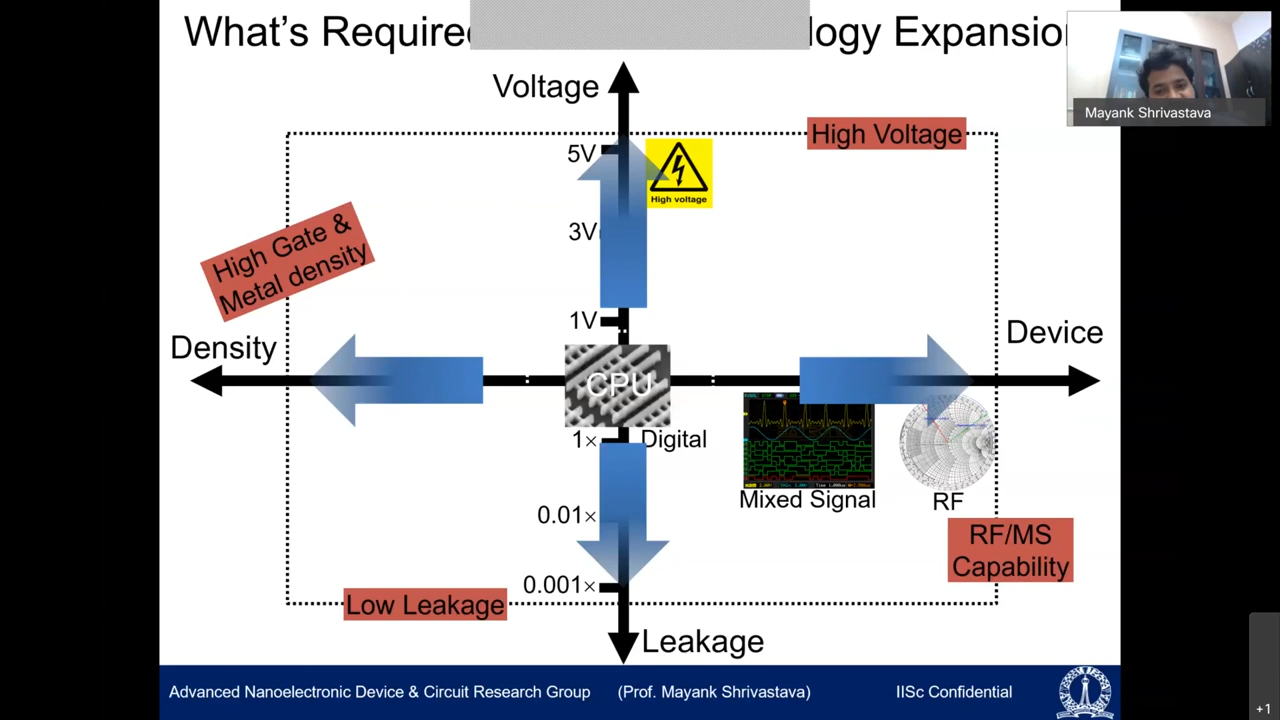 What's Require logy Expansion
Mayank Shrivastava
Voltage
High Voltage
5V
High voltage
3V
High Gate &
Metal density
1V
Density
Device
CPU
1×
Digital
Mixed Signal
RF
0.01×
RF/MS
Capability
0.001×
Low Leakage
Leakage
Advanced Nanoelectronic Device & Circuit Research Group (Prof. Mayank Shrivastava) IISc Confidential
+1